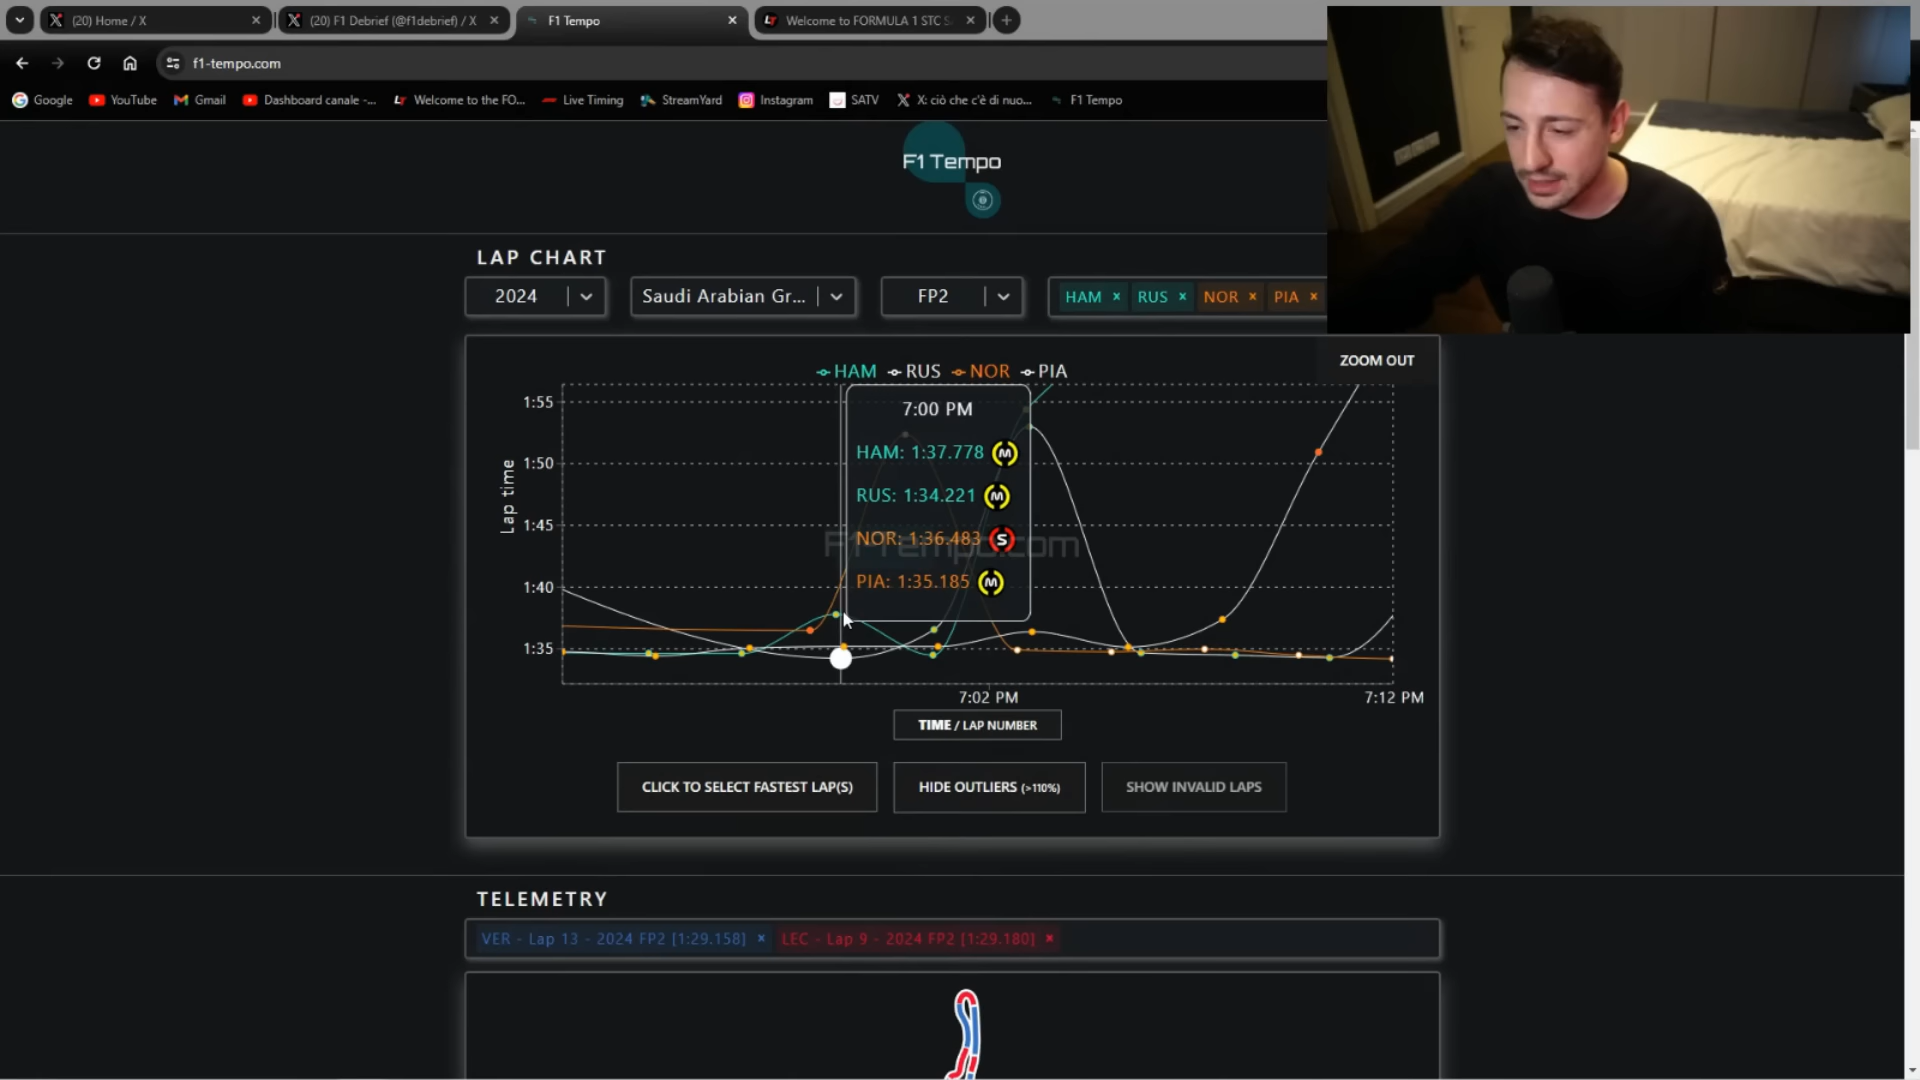 (20) Home / X
(20) F1 Debrief (@f1debrief) / X
F1 Tempo
Welcome to FORMULA 1 STC S
f1-tempo.com
Google
YouTube
Gmail
Dashboard canale -...
Welcome to the FO...
Live Timing
StreamYard
Instagram
SATV
X: ciò che c'è di nuo...
F1 Tempo
F1 Tempo
LAP CHART
2024
Saudi Arabian Gr...
FP2
HAM × RUS × NOR × PIA ×
ZOOM OUT
HAM RUS NOR PIA
Lap time
1:55
1:50
1:45
1:40
1:35
7:00 PM
HAM: 1:37.778 M
RUS: 1:34.221 M
NOR: 1:36.483 S
PIA: 1:35.185 M
F1-Tempo.com
7:02 PM
7:12 PM
TIME / LAP NUMBER
CLICK TO SELECT FASTEST LAP(S)
HIDE OUTLIERS (>110%)
SHOW INVALID LAPS
TELEMETRY
VER - Lap 13 - 2024 FP2 [1:29.158] × LEC - Lap 9 - 2024 FP2 [1:29.180] ×